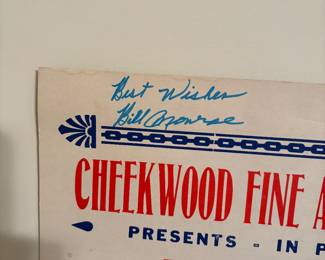 Best Wishes
Bill Monroe
CHEEKWOOD FINE A
PRESENTS - IN P